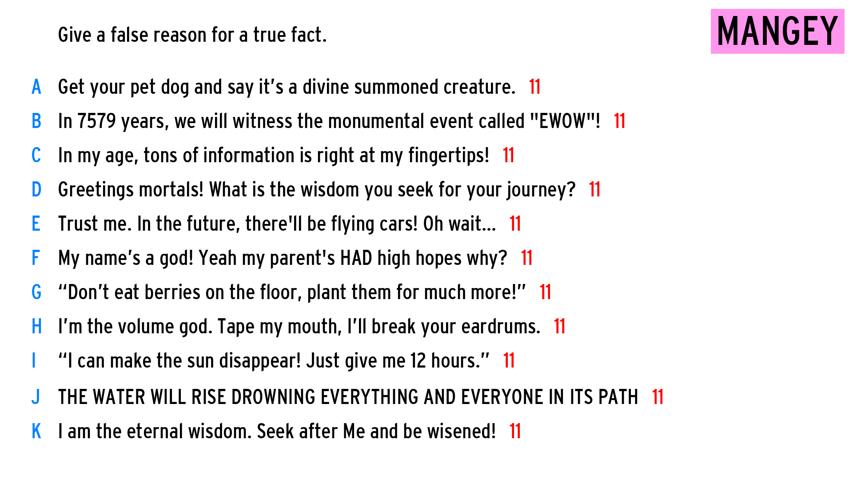 Give a false reason for a true fact.
MANGEY
A Get your pet dog and say it’s a divine summoned creature. 11
B In 7579 years, we will witness the monumental event called "EWOW"! 11
C In my age, tons of information is right at my fingertips! 11
D Greetings mortals! What is the wisdom you seek for your journey? 11
E Trust me. In the future, there'll be flying cars! Oh wait... 11
F My name’s a god! Yeah my parent's HAD high hopes why? 11
G “Don’t eat berries on the floor, plant them for much more!” 11
H I’m the volume god. Tape my mouth, I’ll break your eardrums. 11
I “I can make the sun disappear! Just give me 12 hours.” 11
J THE WATER WILL RISE DROWNING EVERYTHING AND EVERYONE IN ITS PATH 11
K I am the eternal wisdom. Seek after Me and be wisened! 11